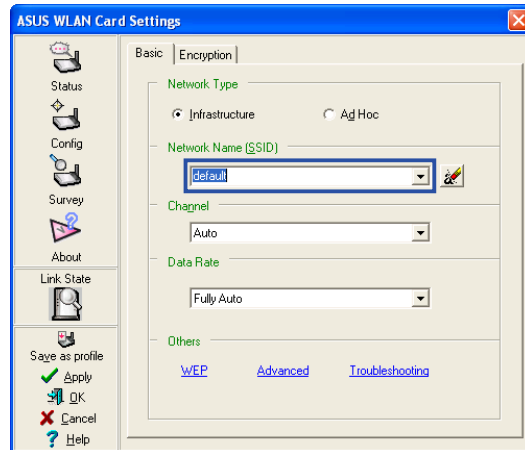 ASUS WLAN Card Settings
Status
Config
Survey
About
Link State
Save as profile
Apply
OK
Cancel
Help
Basic
Encryption
Network Type
Infrastructure
Ad Hoc
Network Name (SSID)
default
Channel
Auto
Data Rate
Fully Auto
Others
WEP Advanced Troubleshooting